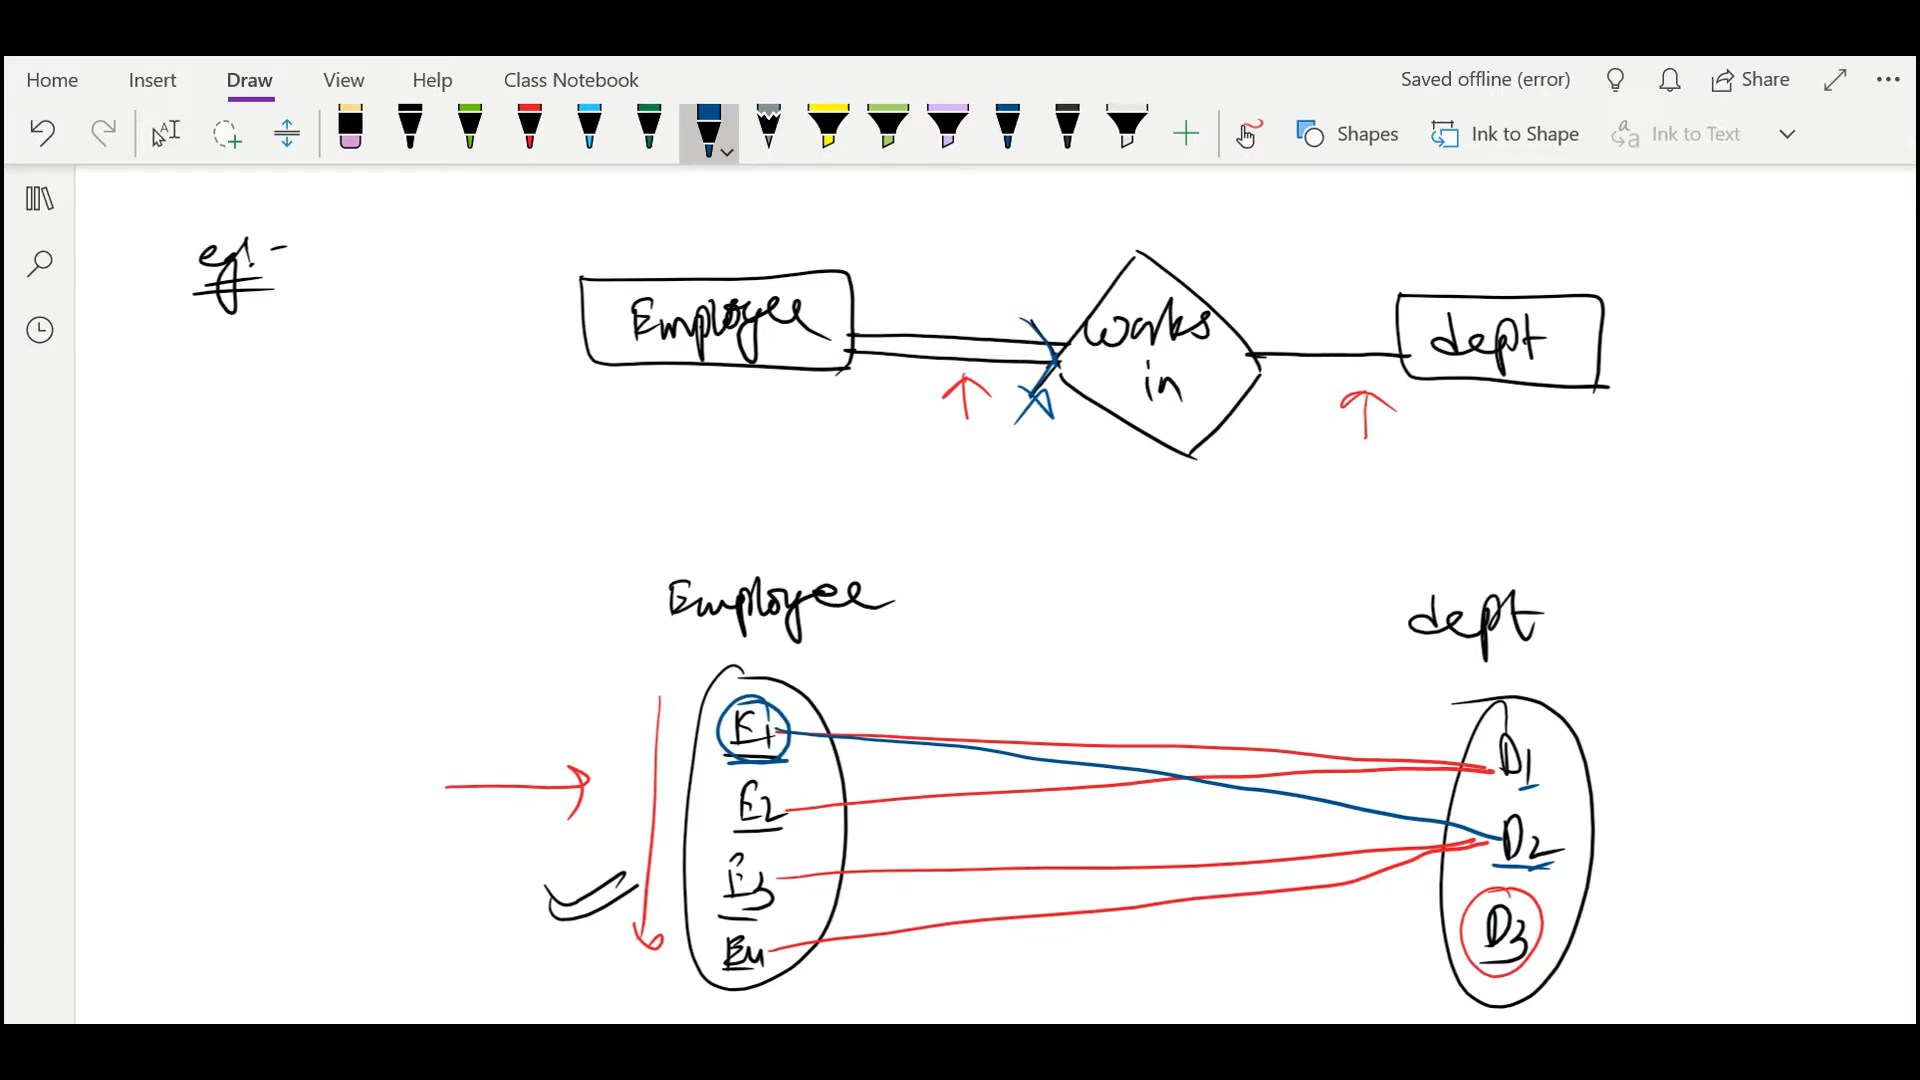 Home Insert Draw View Help Class Notebook Saved offline (error) Share
Shapes Ink to Shape Ink to Text
eg! -
Employee works in dept
Employee dept
E1 D1
E2 D2
E3 D3
E4